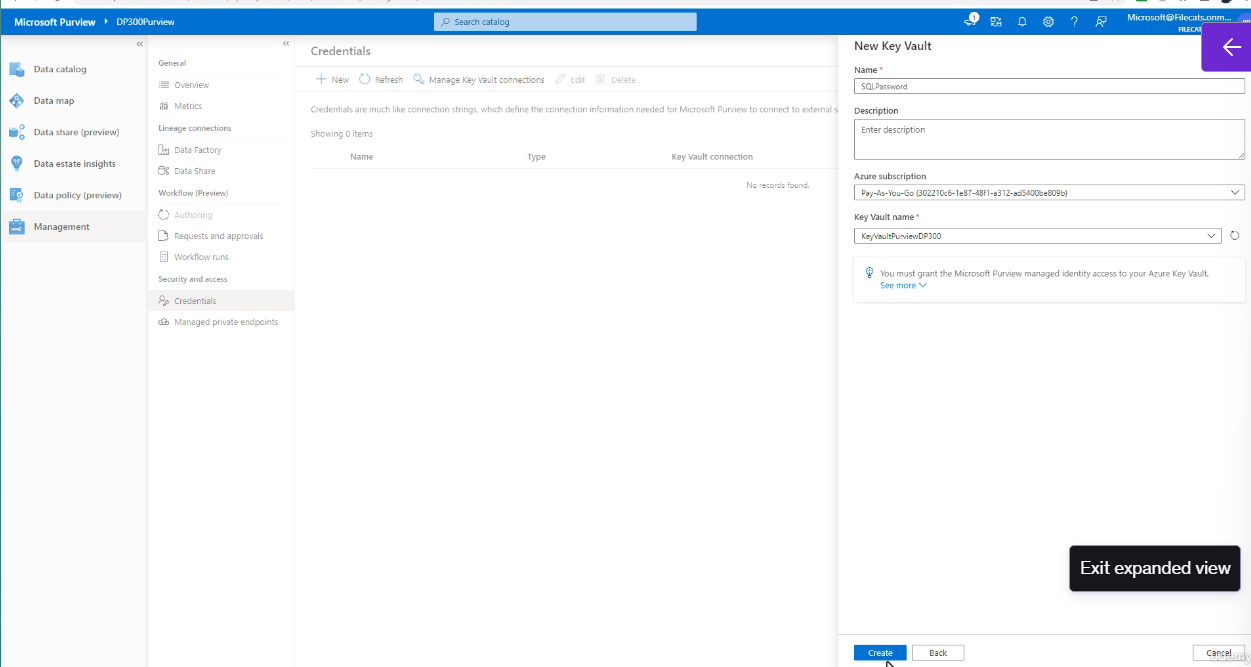 Microsoft Purview
DP300Purview
Search catalog
1
Microsoft@Filecats.onm...
Data catalog
Data map
Data share (preview)
Data estate insights
Data policy (preview)
Management
General
Overview
Metrics
Lineage connections
Data Factory
Data Share
Workflow (Preview)
Authoring
Requests and approvals
Workflow runs
Security and access
Credentials
Managed private endpoints
Credentials
New Refresh Manage Key Vault connections Edit Delete
Credentials are much like connection strings, which define the connection information needed for Microsoft Purview to connect to external s
Showing 0 items
Name Type Key Vault connection
No records found.
New Key Vault
Name *
SQLPassword
Description
Enter description
Azure subscription
Pay-As-You-Go (302210c6-1e87-48f1-a312-ad5400be809b)
Key Vault name *
KeyVaultPurviewDP300
You must grant the Microsoft Purview managed identity access to your Azure Key Vault.
See more
Exit expanded view
Create Back Cancel
udemy